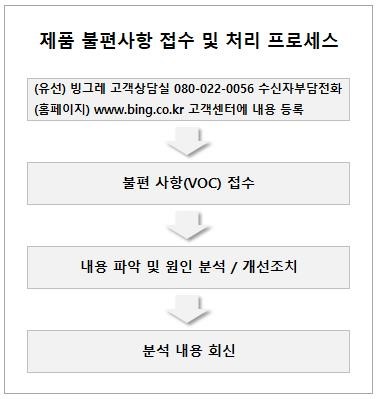 제품 불편사항 접수 및 처리 프로세스
(유선) 빙그레 고객상담실 080-022-0056 수신자부담전화
(홈페이지) www.bing.co.kr 고객센터에 내용 등록
불편 사항(VOC) 접수
내용 파악 및 원인 분석 / 개선조치
분석 내용 회신